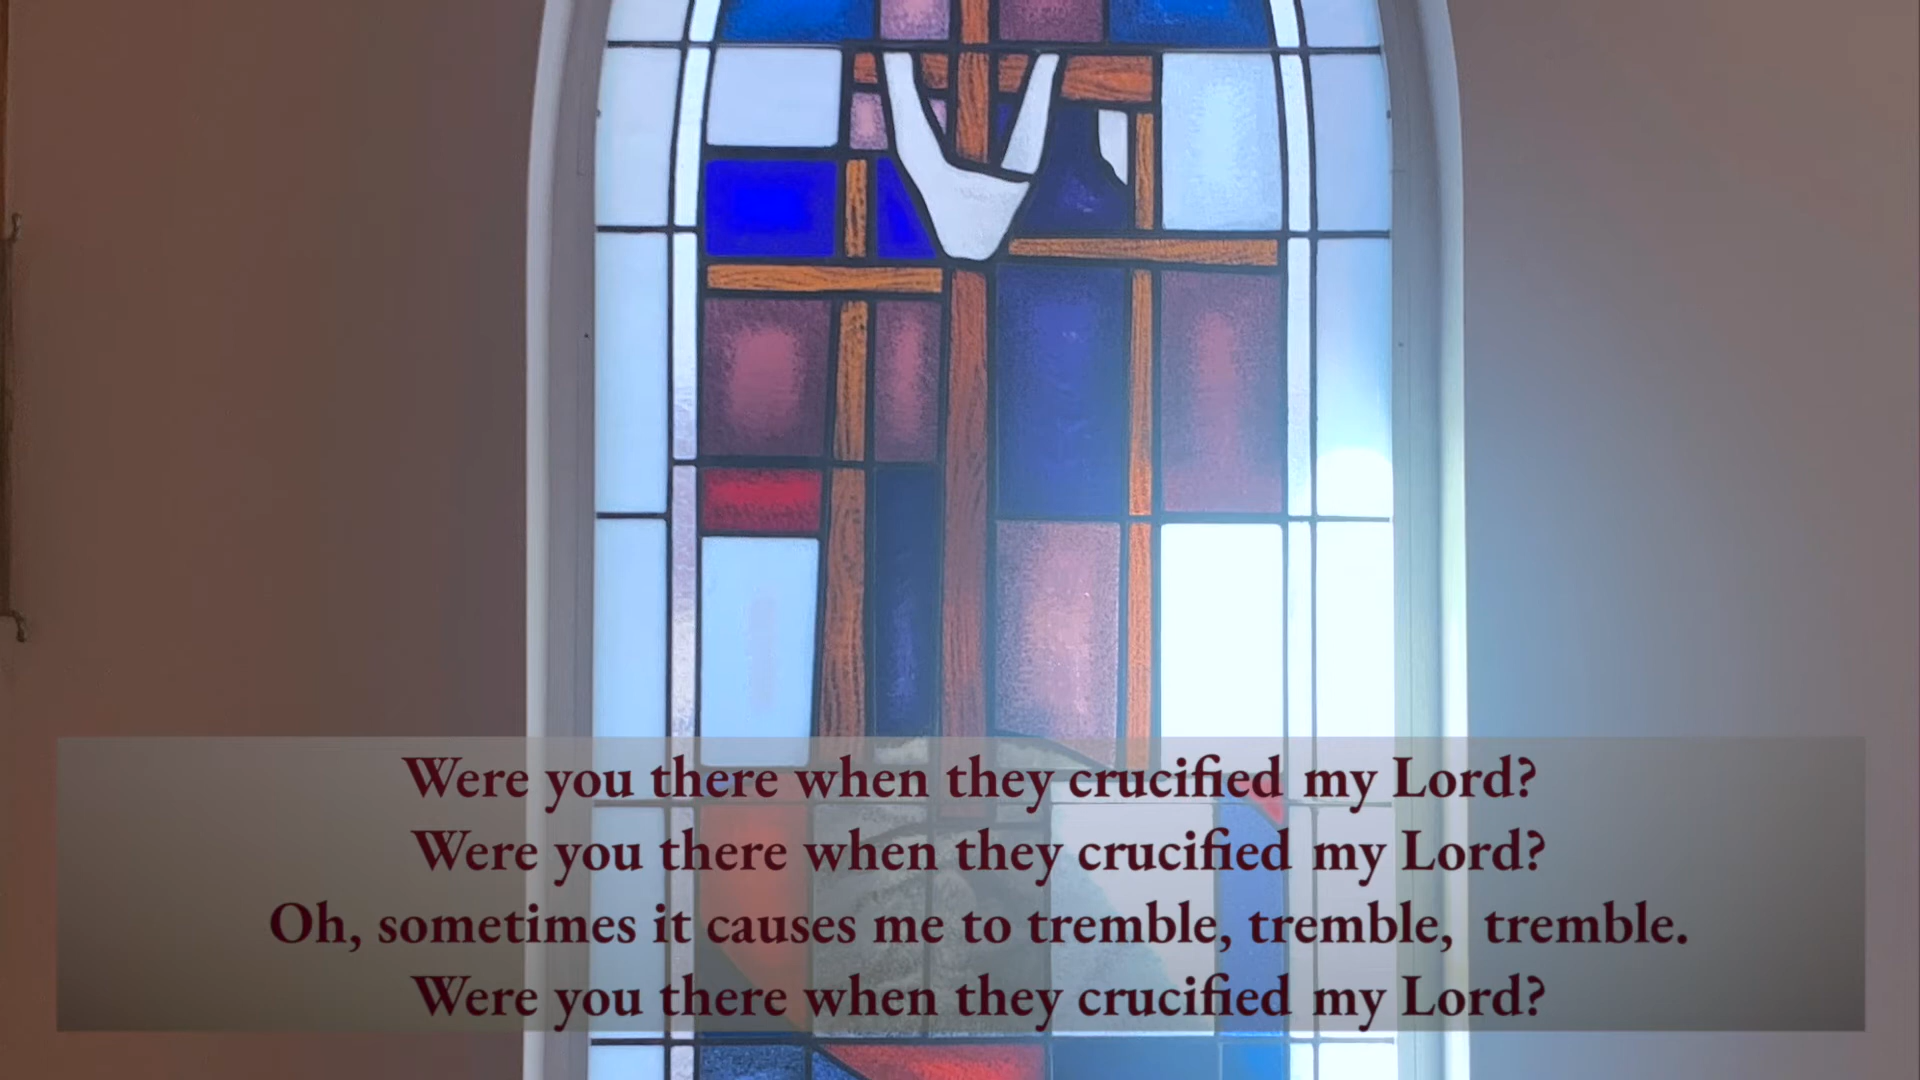 Were you there when they crucified my Lord?
Were you there when they crucified my Lord?
Oh, sometimes it causes me to tremble, tremble, tremble.
Were you there when they crucified my Lord?